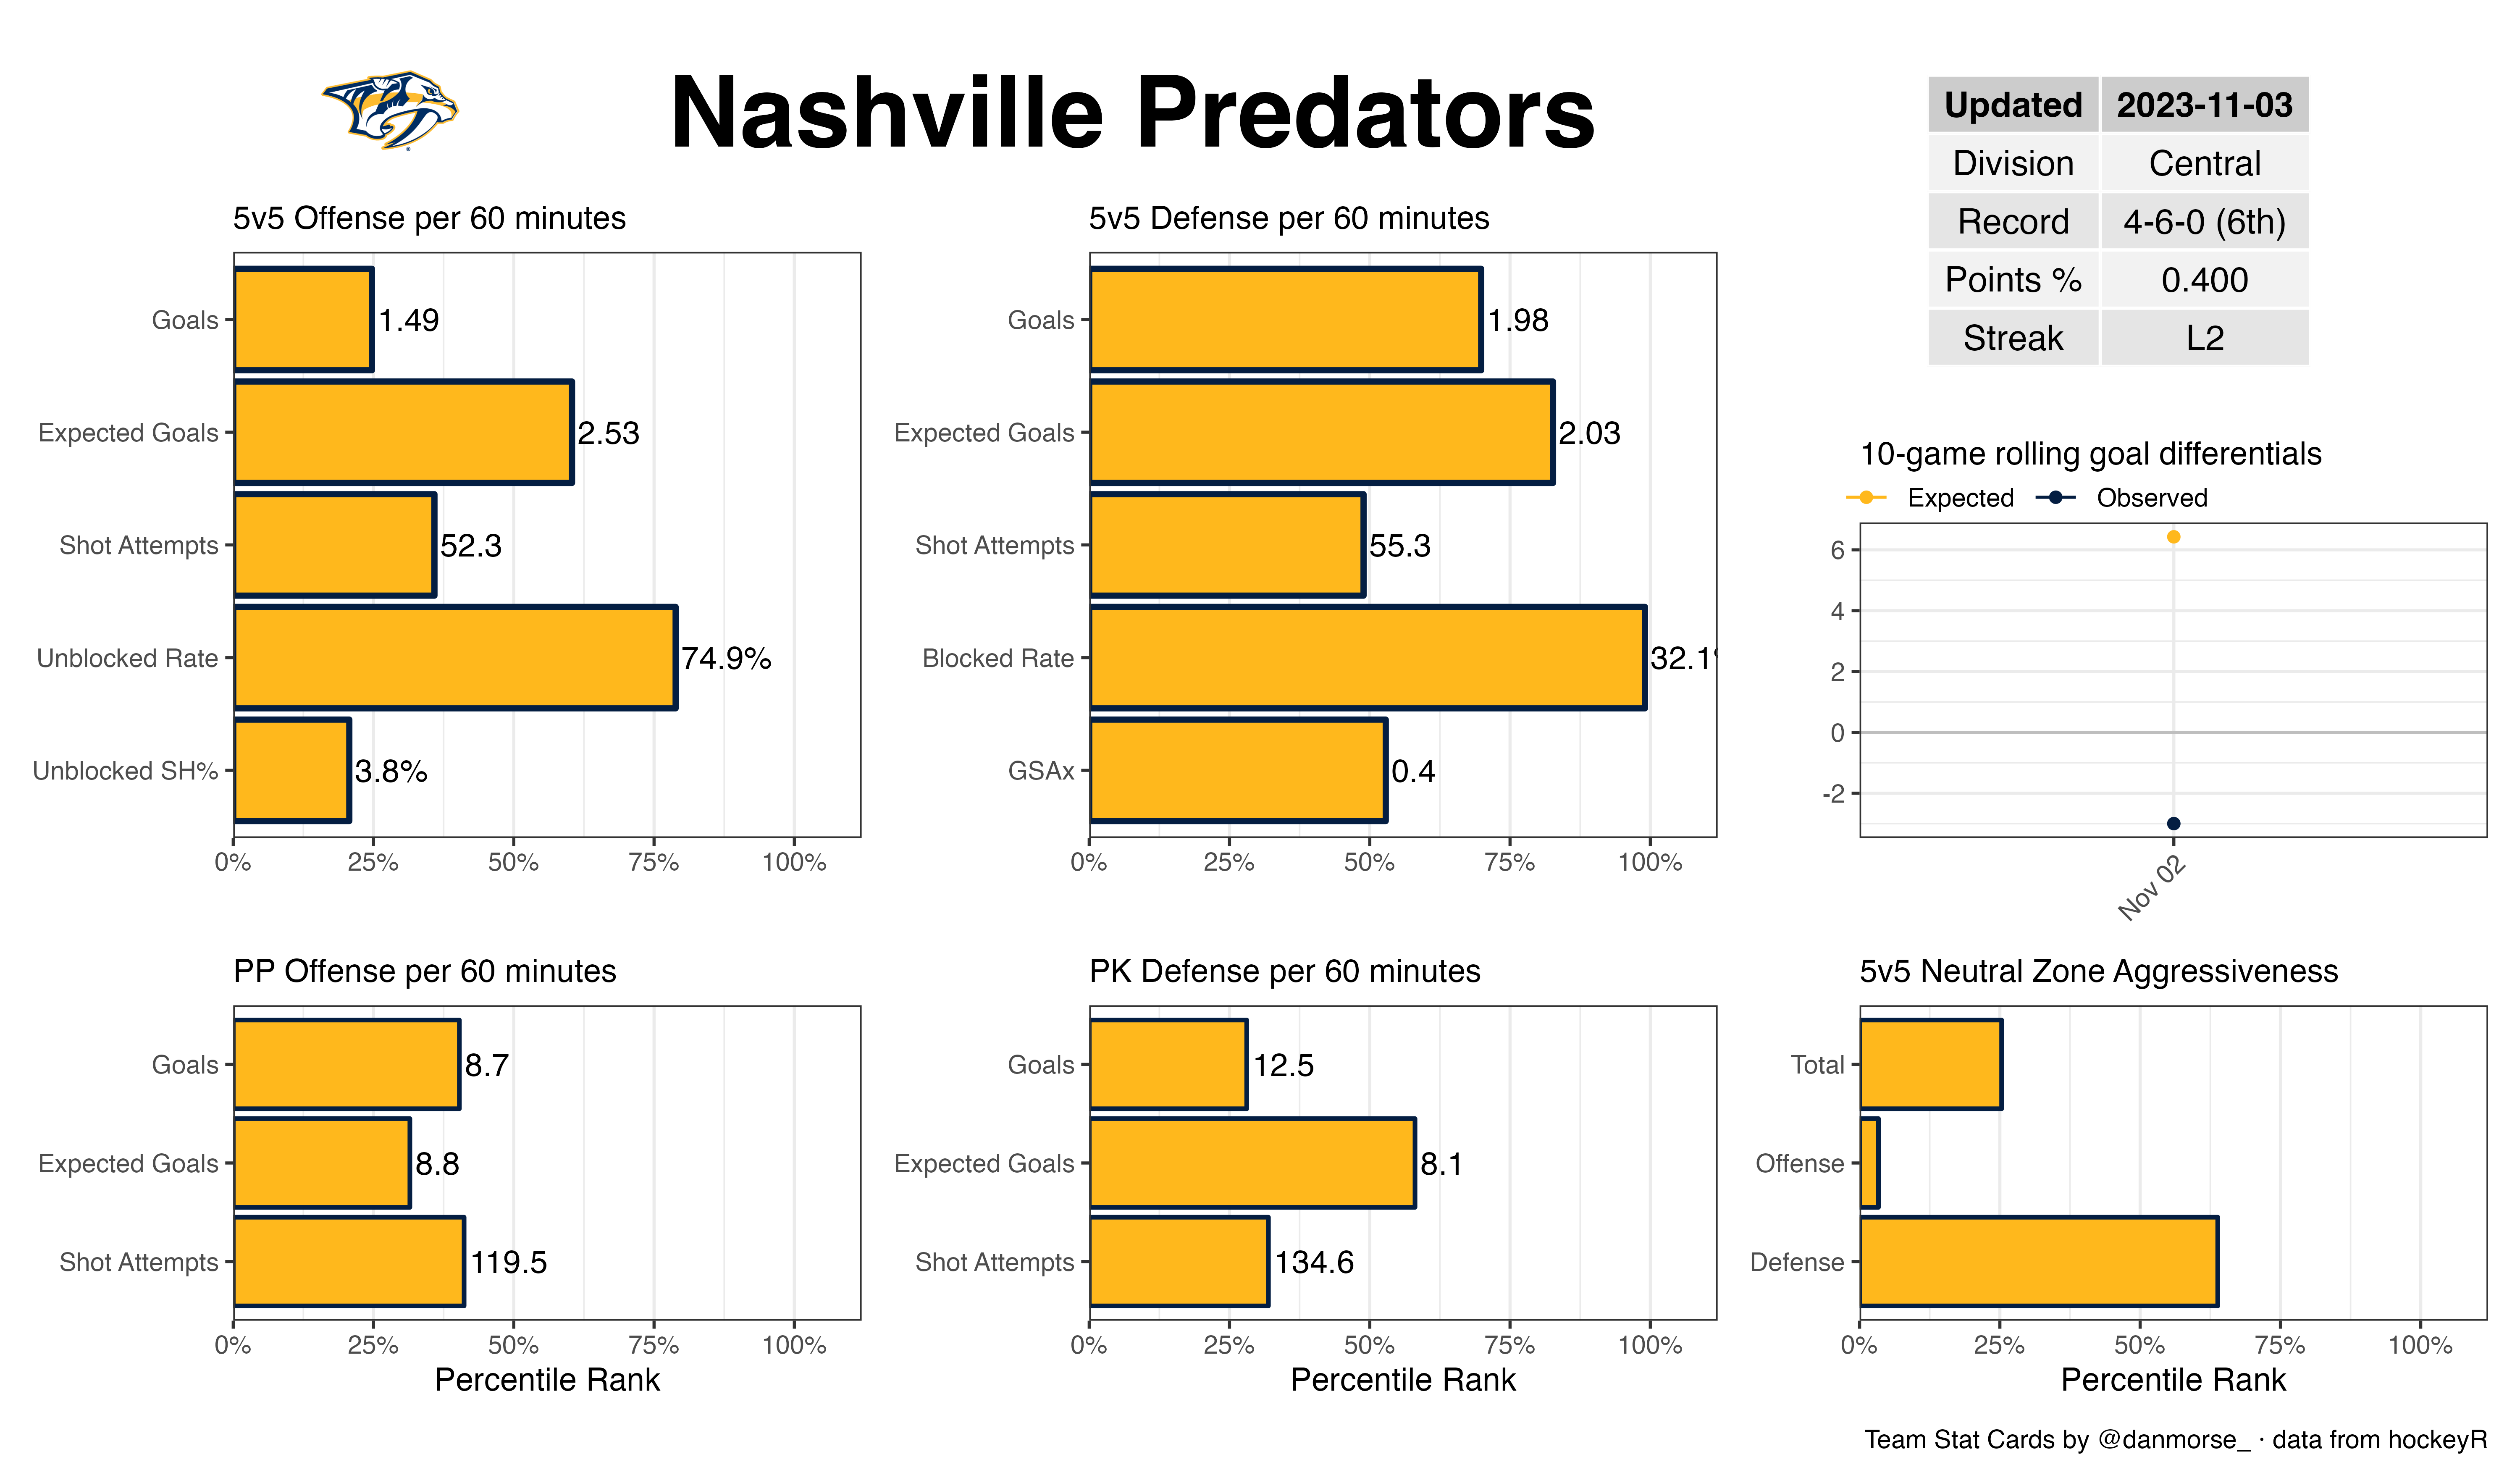 Nashville Predators
Updated 2023-11-03
Division Central
Record 4-6-0 (6th)
Points % 0.400
Streak L2
5v5 Offense per 60 minutes
Goals 1.49
Expected Goals 2.53
Shot Attempts 52.3
Unblocked Rate 74.9%
Unblocked SH% 3.8%
0% 25% 50% 75% 100%
5v5 Defense per 60 minutes
Goals 1.98
Expected Goals 2.03
Shot Attempts 55.3
Blocked Rate 32.1
GSAx 0.4
0% 25% 50% 75% 100%
10-game rolling goal differentials
Expected Observed
6
4
2
0
-2
Nov 02
PP Offense per 60 minutes
Goals 8.7
Expected Goals 8.8
Shot Attempts 119.5
0% 25% 50% 75% 100%
Percentile Rank
PK Defense per 60 minutes
Goals 12.5
Expected Goals 8.1
Shot Attempts 134.6
0% 25% 50% 75% 100%
Percentile Rank
5v5 Neutral Zone Aggressiveness
Total
Offense
Defense
0% 25% 50% 75% 100%
Percentile Rank
Team Stat Cards by @danmorse_ · data from hockeyR